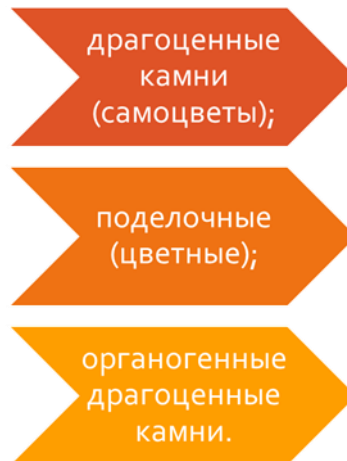 драгоценные
камни
(самоцветы);
поделочные
(цветные);
органогенные
драгоценные
камни.